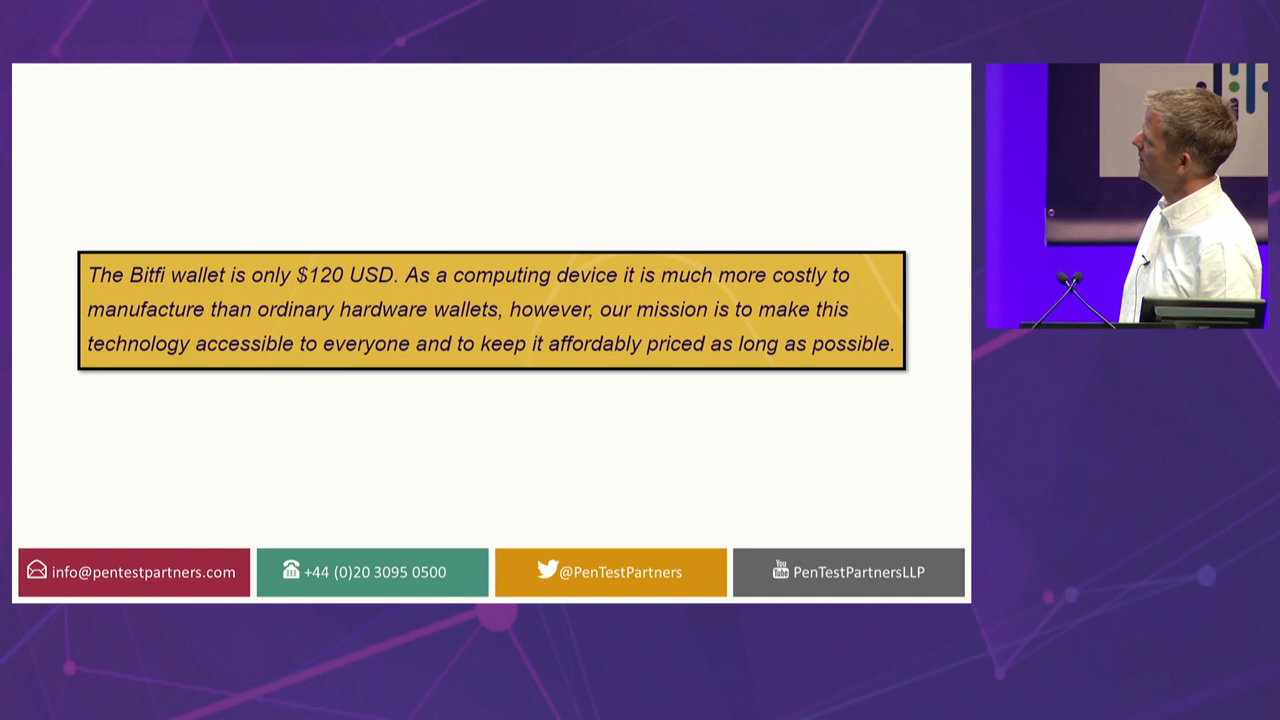 The Bitfi wallet is only $120 USD. As a computing device it is much more costly to
manufacture than ordinary hardware wallets, however, our mission is to make this
technology accessible to everyone and to keep it affordably priced as long as possible.
info@pentestpartners.com
+44 (0)20 3095 0500
@PenTestPartners
You
Tube
PenTestPartnersLLP